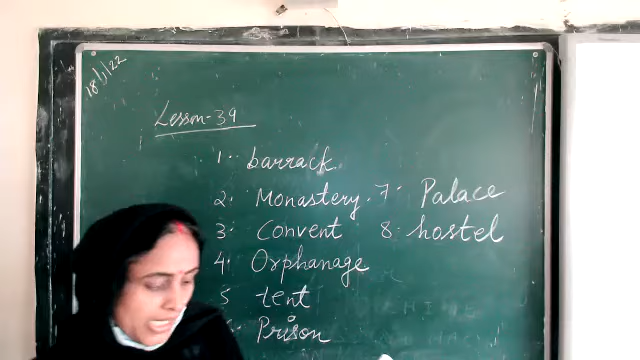 18/1/22
Lesson-39
1. barrack
2. Monastery. 7. Palace
3. Convent 8. hostel
4. Orphanage
5 tent
Prison